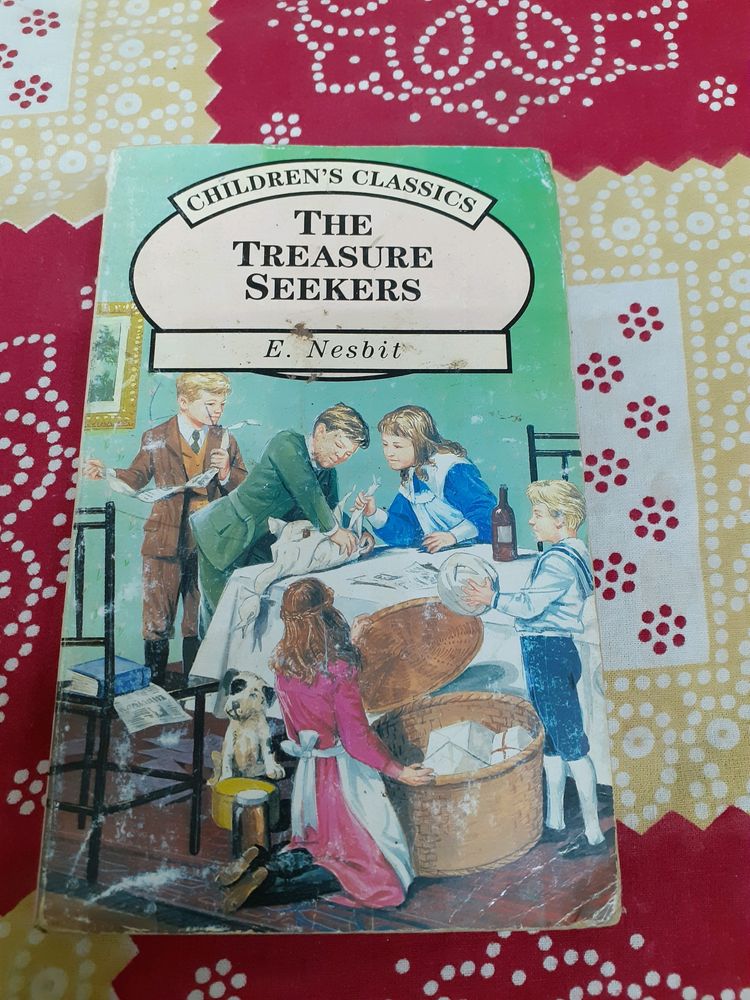 CHILDREN'S CLASSICS
THE
TREASURE
SEEKERS
E. Nesbit